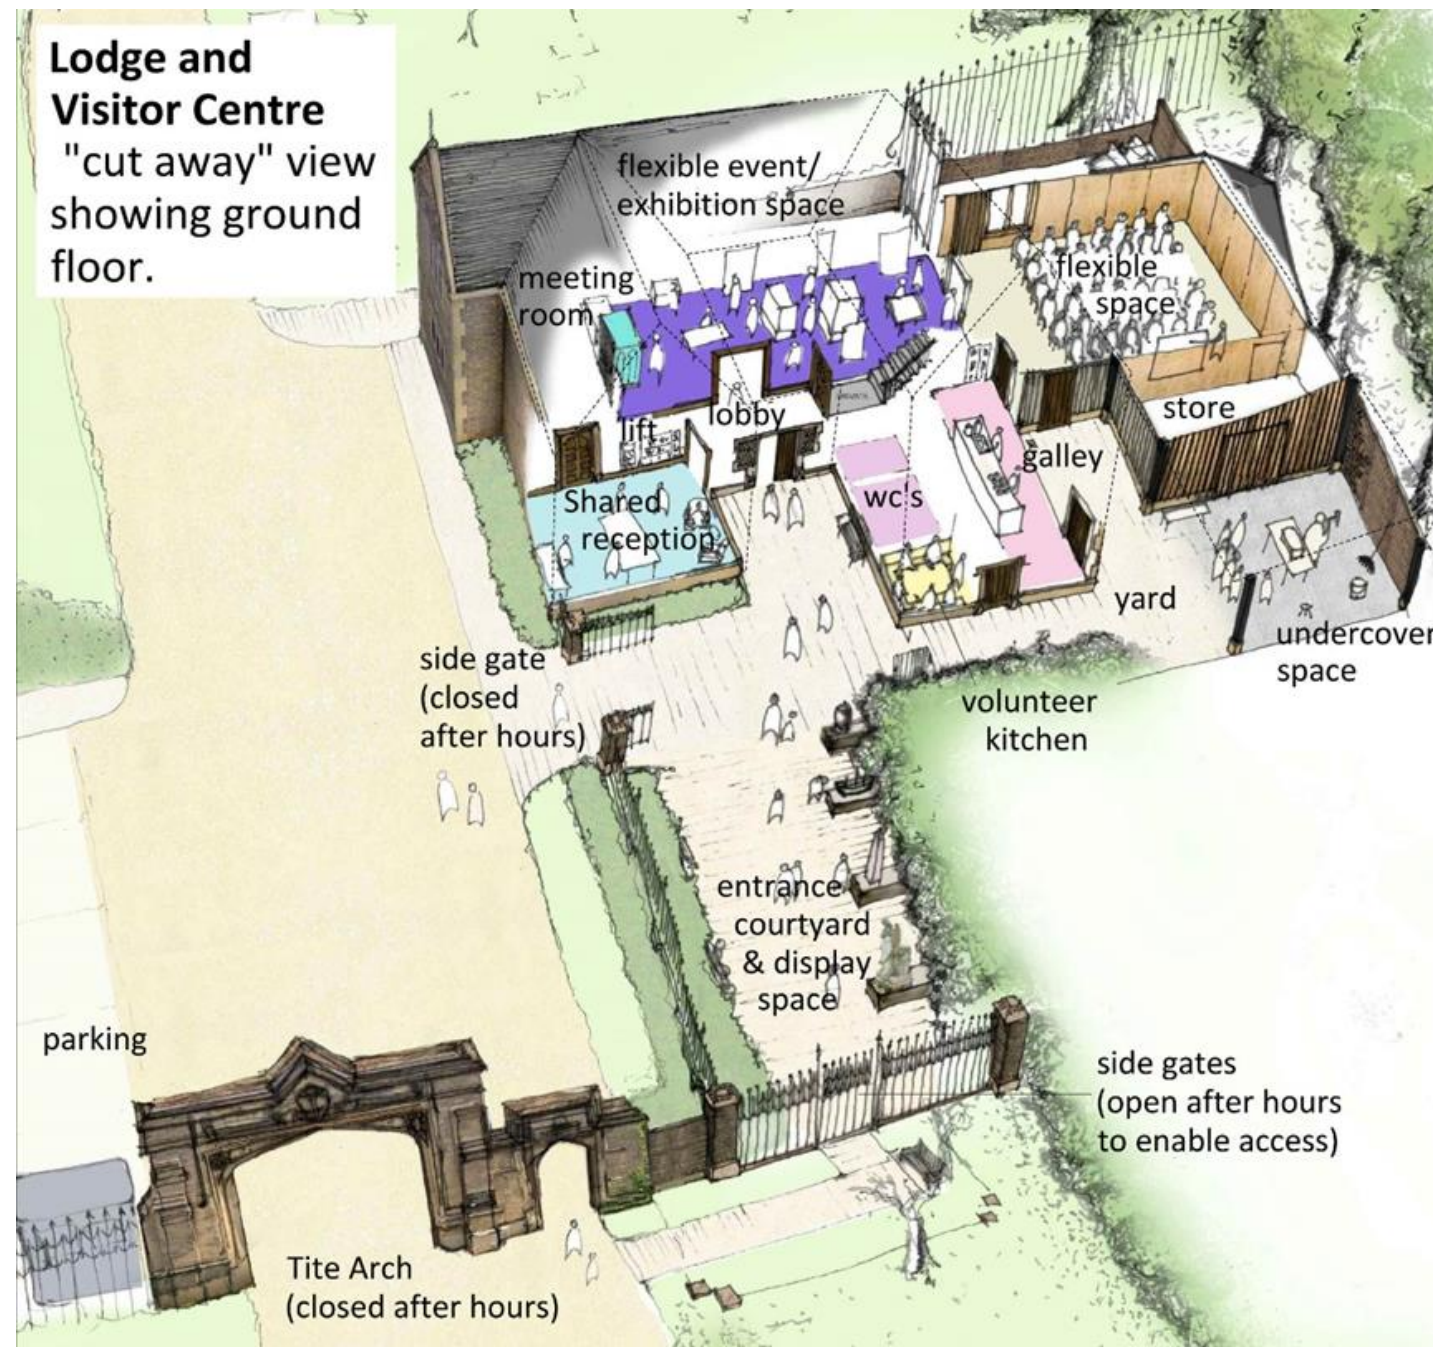 Lodge and
Visitor Centre
"cut away" view
showing ground
floor.
flexible event/
exhibition space
meeting
room
flexible
space
lift
lobby
store
galley
Shared
reception
wc's
yard
undercover
space
side gate
(closed
after hours)
volunteer
kitchen
entrance
courtyard
& display
space
parking
side gates
(open after hours
to enable access)
Tite Arch
(closed after hours)